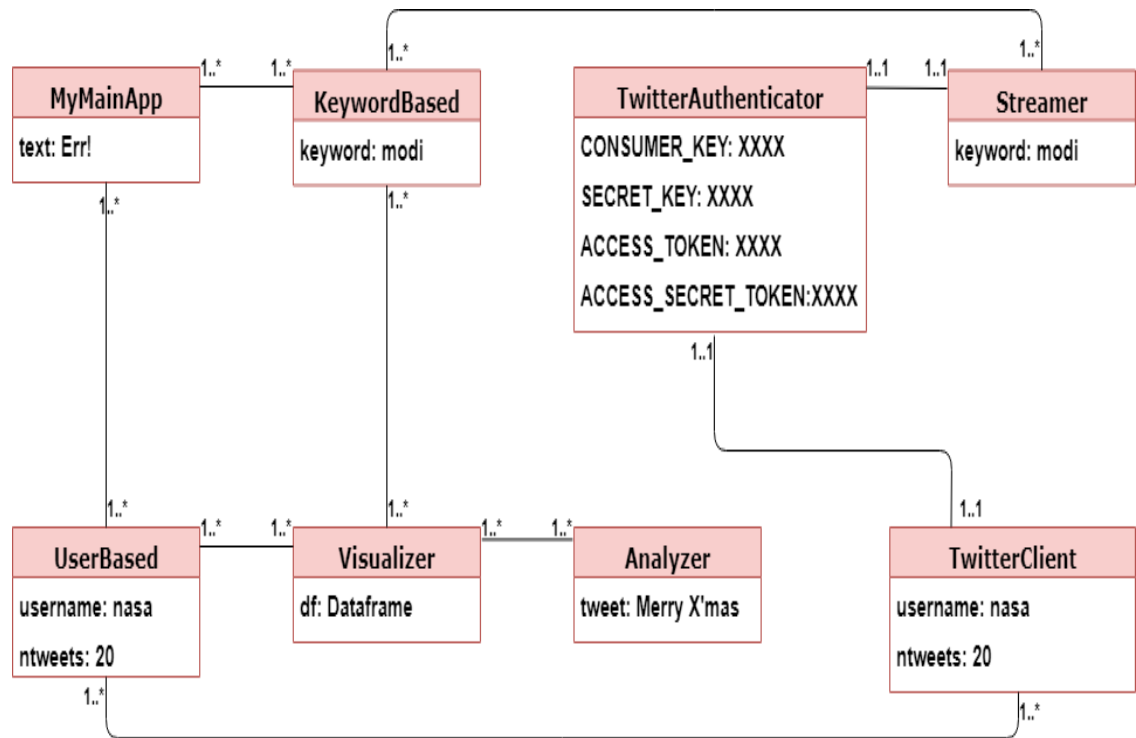 1..*
1..*
1..*
1..*
1..1
1..1
MyMainApp
text: Err!
KeywordBased
keyword: modi
TwitterAuthenticator
CONSUMER_KEY: XXXX
SECRET_KEY: XXXX
ACCESS_TOKEN: XXXX
ACCESS_SECRET_TOKEN:XXXX
Streamer
keyword: modi
1..*
1..*
1..1
1..*
1..*
1..1
1..*
1..*
1..*
1..*
UserBased
username: nasa
ntweets: 20
Visualizer
df: Dataframe
Analyzer
tweet: Merry X'mas
TwitterClient
username: nasa
ntweets: 20
1..*
1..*